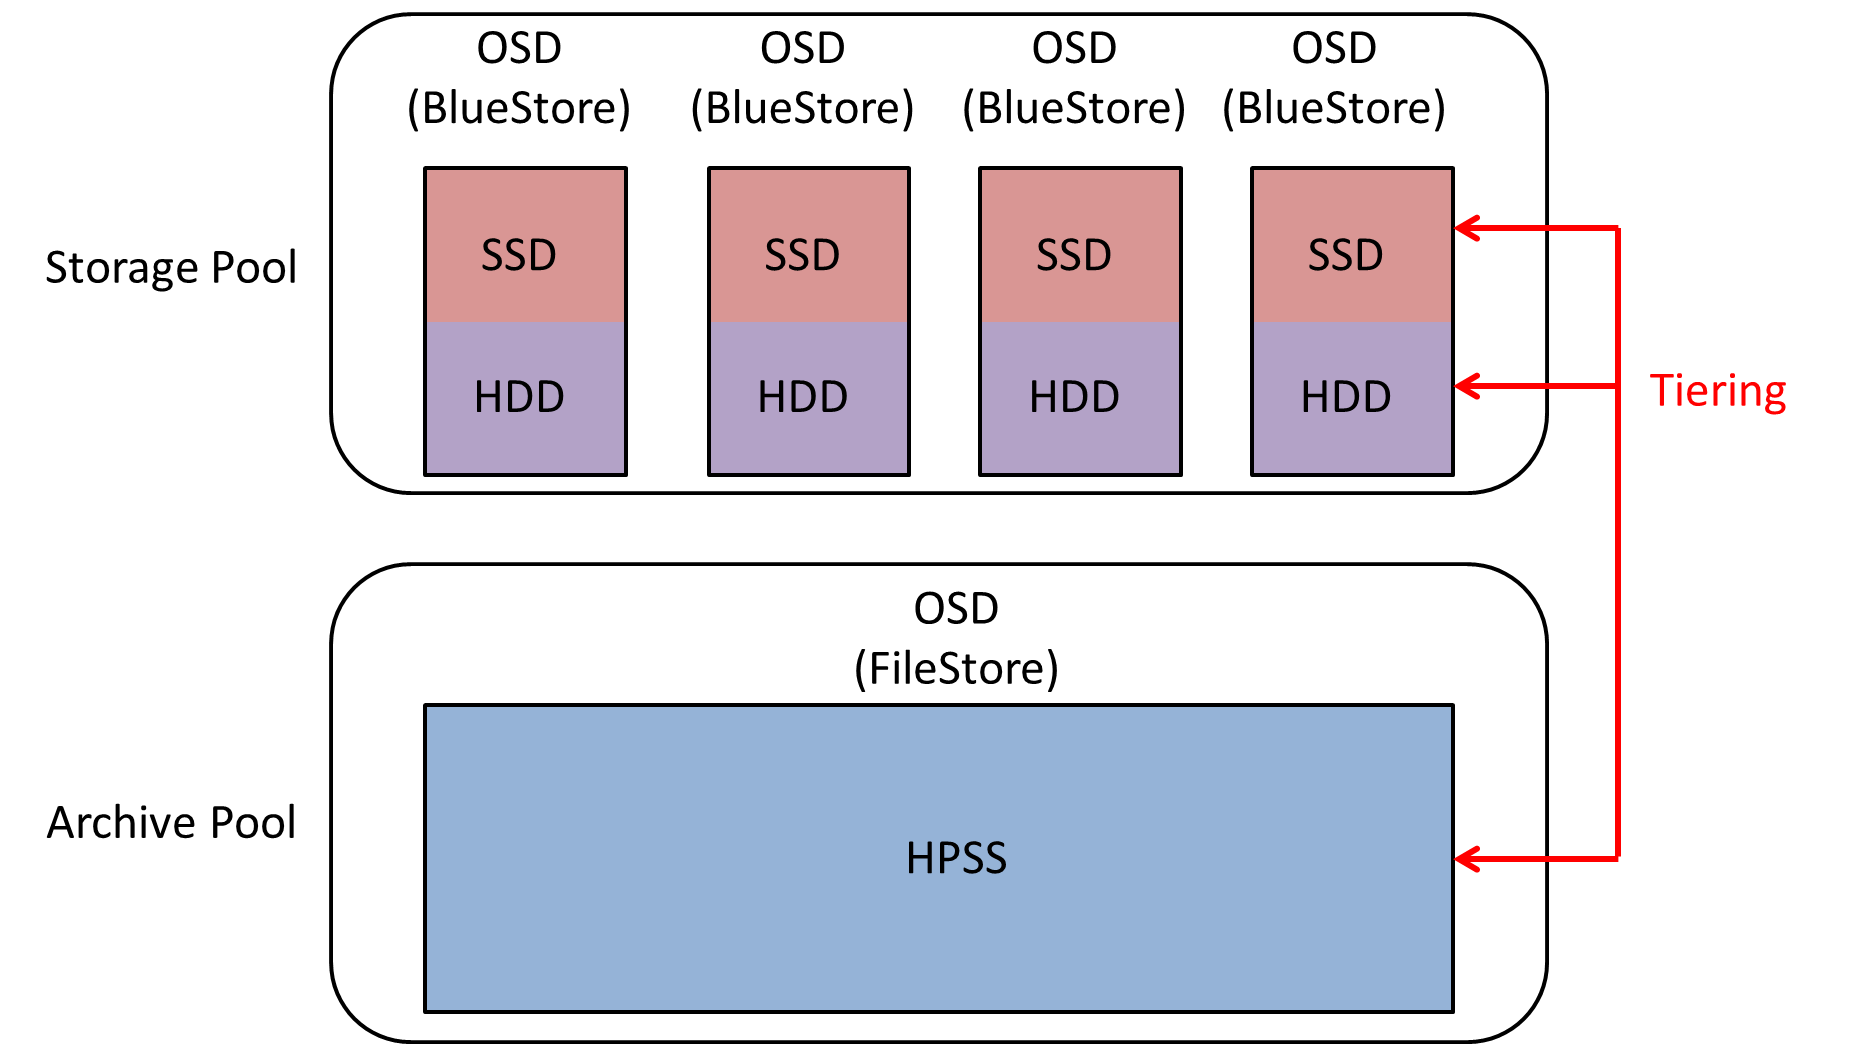 OSD OSD OSD OSD
(BlueStore) (BlueStore) (BlueStore) (BlueStore)
SSD SSD SSD SSD
Storage Pool
HDD HDD HDD HDD
Tiering
OSD
(FileStore)
Archive Pool
HPSS